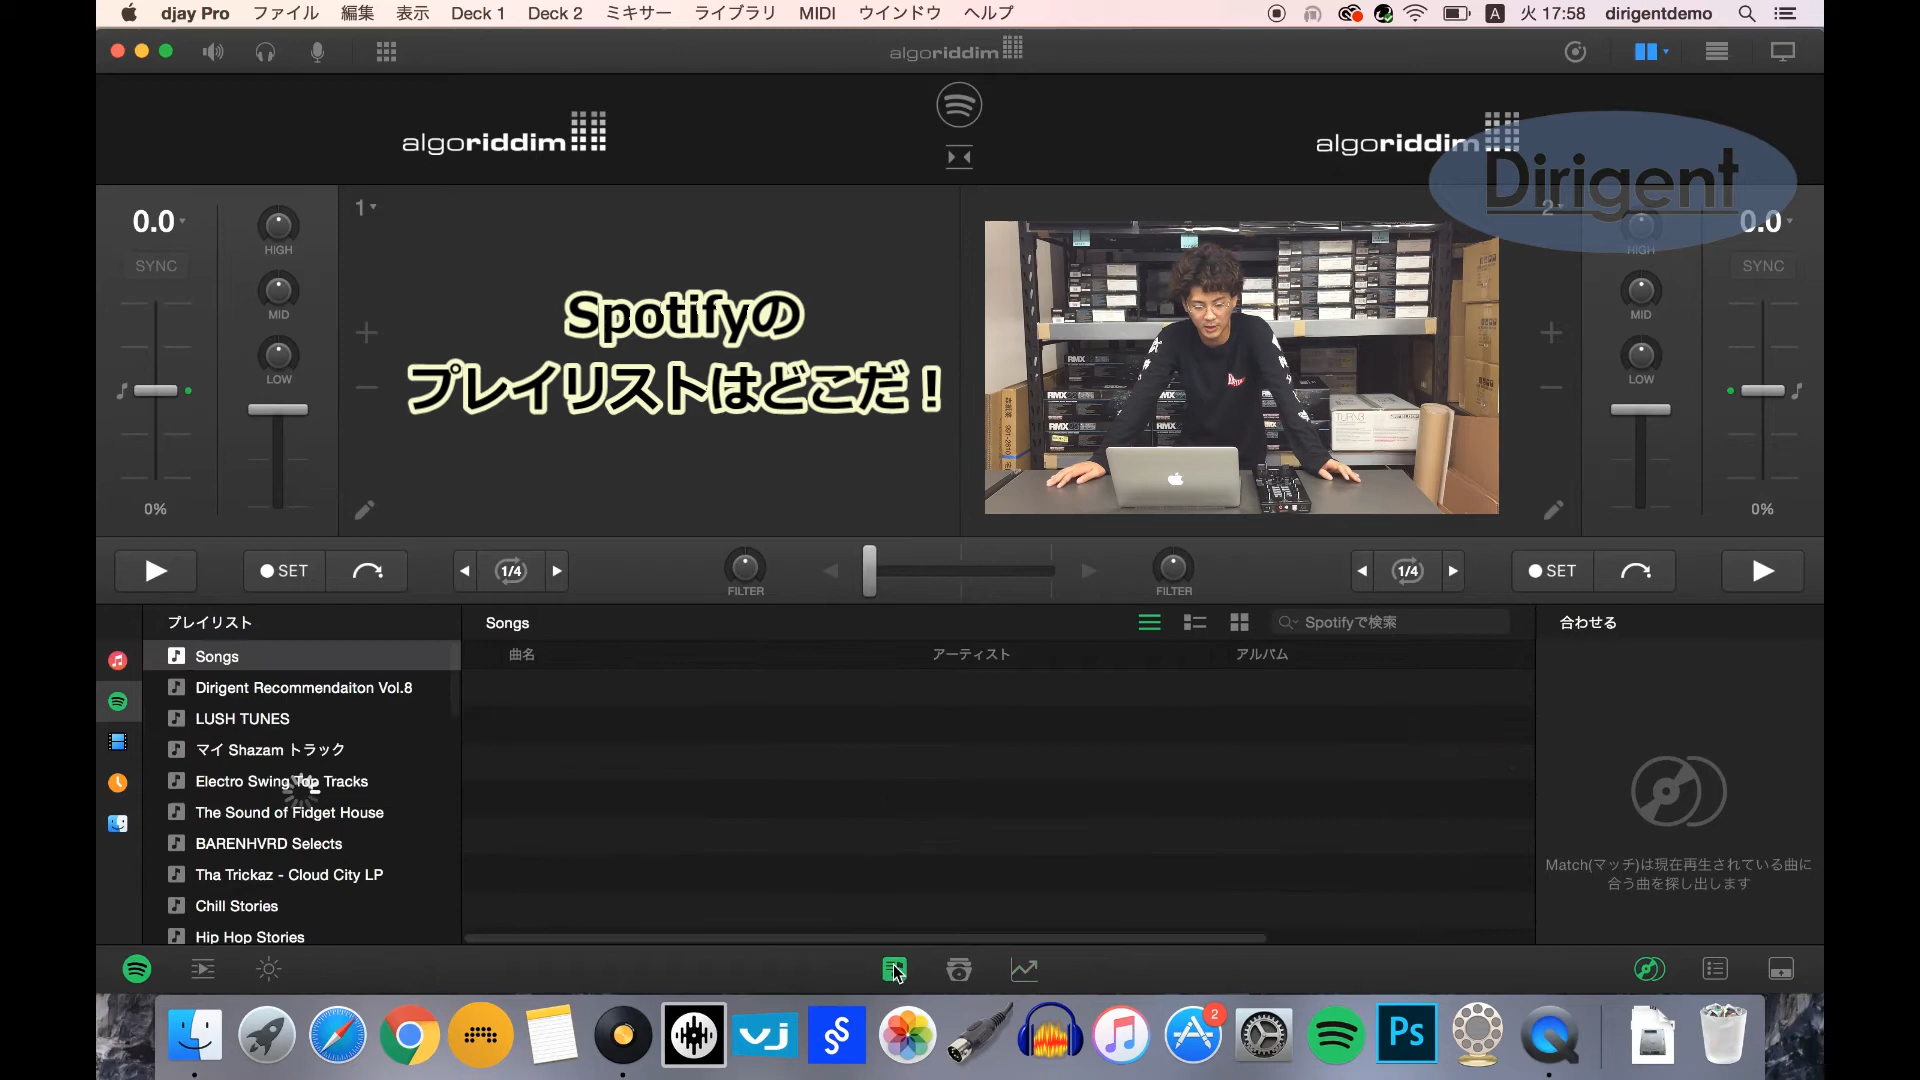 djay Pro ファイル 編集 表示 Deck 1 Deck 2 ミキサー ライブラリ MIDI ウインドウ ヘルプ A 火 17:58 dirigentdemo
algoriddim
algoriddim
algoriddim
Dirigent
0.0
1
2
0.0
HIGH
HIGH
SYNC
SYNC
MID
MID
Spotifyの
プレイリストはどこだ！
LOW
LOW
0%
0%
SET
1/4
FILTER
FILTER
1/4
SET
プレイリスト
Songs
Spotifyで検索
合わせる
曲名 アーティスト アルバム
Songs
Dirigent Recommendaiton Vol.8
LUSH TUNES
マイ Shazam トラック
Electro Swing Top Tracks
The Sound of Fidget House
BARENHVRD Selects
Tha Trickaz - Cloud City LP
Chill Stories
Hip Hop Stories
Match(マッチ)は現在再生されている曲に
合う曲を探し出します
vj
2
Ps